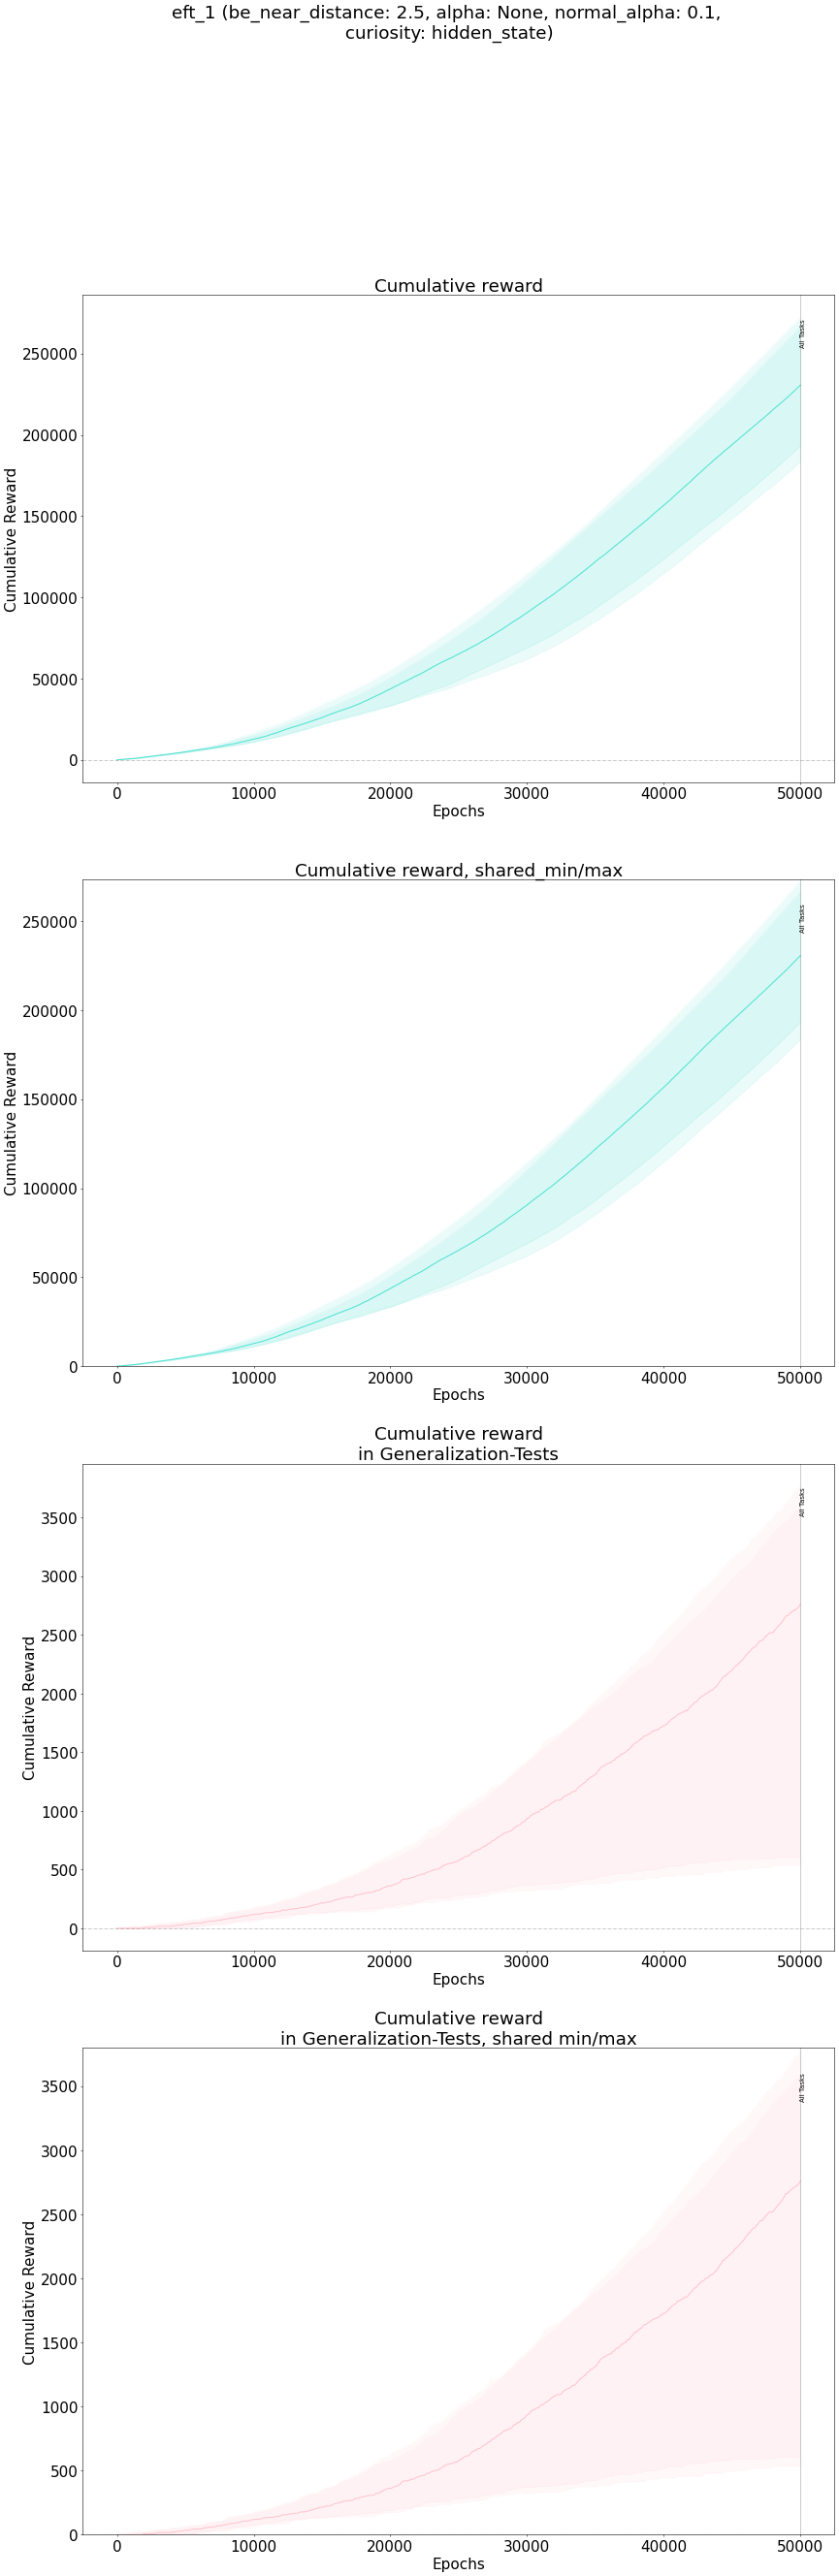 eft_1 (be_near_distance: 2.5, alpha: None, normal_alpha: 0.1,
curiosity: hidden_state)
Cumulative reward
250000
200000
150000
100000
50000
0
Cumulative Reward
All Tasks
0 10000 20000 30000 40000 50000
Epochs
Cumulative reward, shared_min/max
250000
200000
150000
100000
50000
0
Cumulative Reward
All Tasks
0 10000 20000 30000 40000 50000
Epochs
Cumulative reward
in Generalization-Tests
3500
3000
2500
2000
1500
1000
500
0
Cumulative Reward
All Tasks
0 10000 20000 30000 40000 50000
Epochs
Cumulative reward
in Generalization-Tests, shared min/max
3500
3000
2500
2000
1500
1000
500
0
Cumulative Reward
All Tasks
0 10000 20000 30000 40000 50000
Epochs